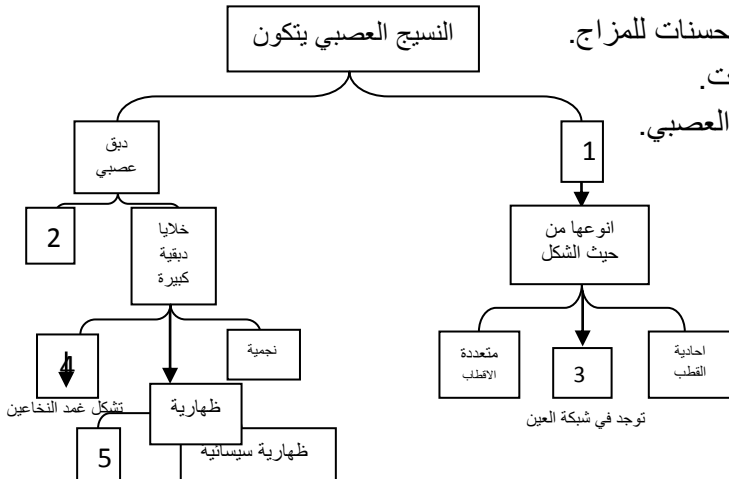 حسنات للمزاج.
ت.
العصبي.
النسيج العصبي يتكون
1
دبق
عصبي
انوعها من
حيث الشكل
2
خلايا
دبقية
كبيرة
احادية
القطب
3
متعددة
الاقطاب
توجد في شبكة العين
نجمية
4
تشكل غمد النخاعين
ظهارية
ظهارية سيسائية
5